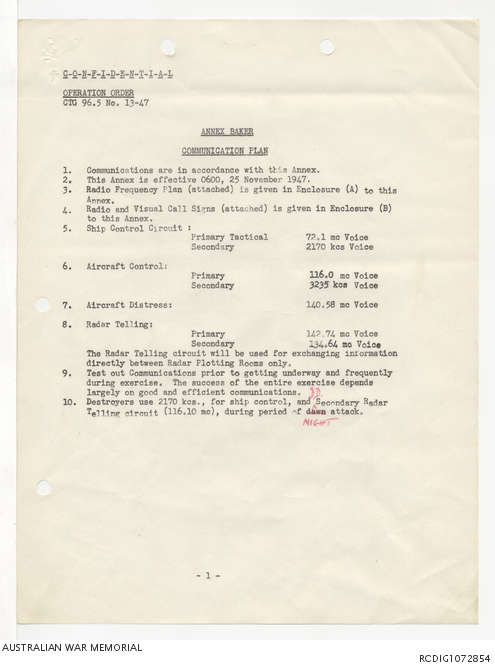 C-O-N-F-I-D-E-N-T-I-A-L
OPERATION ORDER
CTG 96.5 No. 13-47
ANNEX BAKER
COMMUNICATION PLAN
1. Communications are in accordance with this Annex.
2. This Annex is effective 0600, 25 November 1947.
3. Radio Frequency Plan (attached) is given in Enclosure (A) to this
Annex.
4. Radio and Visual Call Signs (attached) is given in Enclosure (B)
to this Annex.
5. Ship Control Circuit :
Primary Tactical 72.1 mc Voice
Secondary 2170 kcs Voice
6. Aircraft Control:
Primary 116.0 mc Voice
Secondary 3235 kcs Voice
7. Aircraft Distress: 140.58 mc Voice
8. Radar Telling:
Primary 142.74 mc Voice
Secondary 134.64 mc Voice
The Radar Telling circuit will be used for exchanging information
directly between Radar Plotting Rooms only.
9. Test out Communications prior to getting underway and frequently
during exercise. The success of the entire exercise depends
largely on good and efficient communications.
10. Destroyers use 2170 kcs., for ship control, and Secondary Radar
Telling circuit (116.10 mc), during period of dawn attack.
NIGHT
- 1 -
AUSTRALIAN WAR MEMORIAL
RCDIG1072854